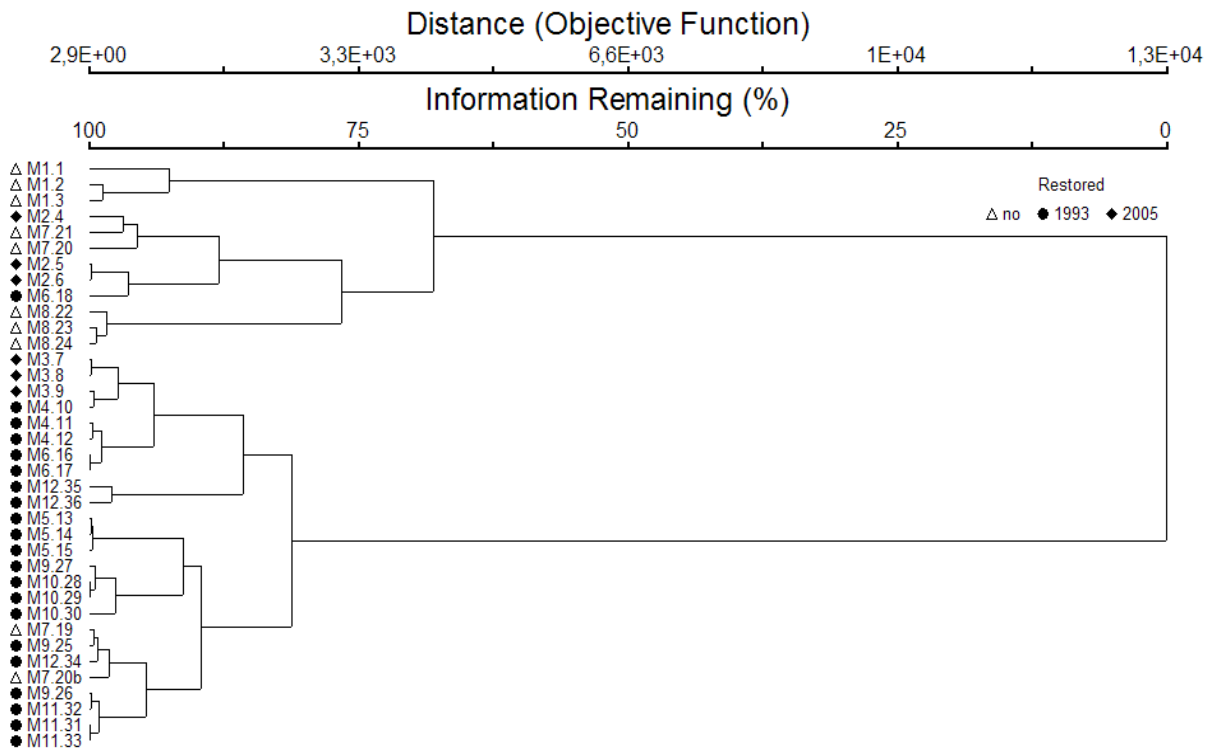 Distance (Objective Function)
2,9E+00 3,3E+03 6,6E+03 1E+04 1,3E+04
Information Remaining (%)
100 75 50 25 0
Restored
△ no ● 1993 ◆ 2005
△ M1.1
△ M1.2
△ M1.3
◆ M2.4
△ M7.21
△ M7.20
◆ M2.5
◆ M2.6
● M6.18
△ M8.22
△ M8.23
△ M8.24
◆ M3.7
◆ M3.8
◆ M3.9
● M4.10
● M4.11
● M4.12
● M6.16
● M6.17
● M12.35
● M12.36
● M5.13
● M5.14
● M5.15
● M9.27
● M10.28
● M10.29
● M10.30
△ M7.19
● M9.25
● M12.34
△ M7.20b
● M9.26
● M11.32
● M11.31
● M11.33